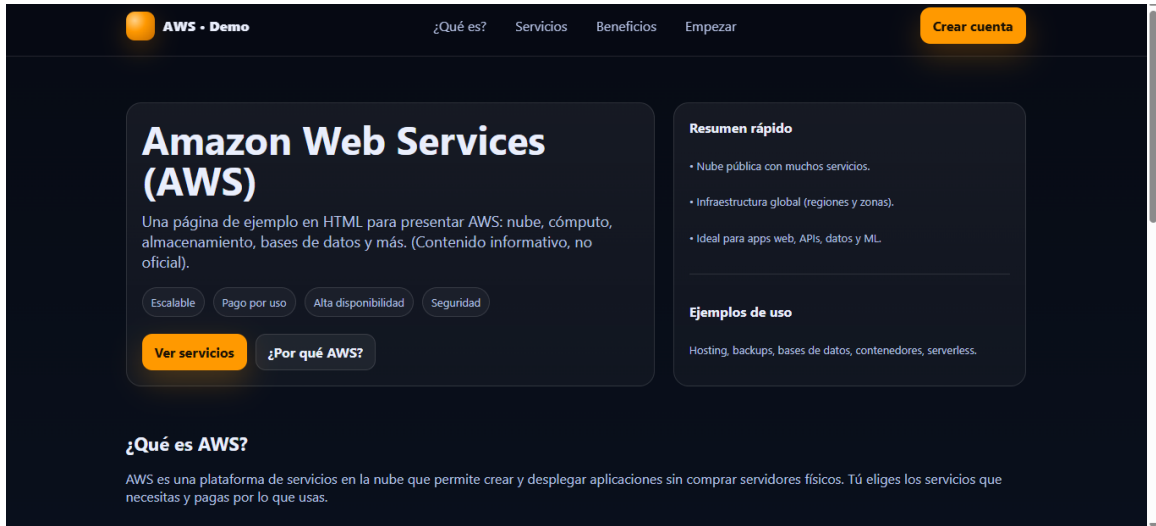 AWS • Demo
¿Qué es?
Servicios
Beneficios
Empezar
Crear cuenta
Amazon Web Services
(AWS)
Una página de ejemplo en HTML para presentar AWS: nube, cómputo,
almacenamiento, bases de datos y más. (Contenido informativo, no
oficial).
Escalable
Pago por uso
Alta disponibilidad
Seguridad
Ver servicios
¿Por qué AWS?
Resumen rápido
• Nube pública con muchos servicios.
• Infraestructura global (regiones y zonas).
• Ideal para apps web, APIs, datos y ML.
Ejemplos de uso
Hosting, backups, bases de datos, contenedores, serverless.
¿Qué es AWS?
AWS es una plataforma de servicios en la nube que permite crear y desplegar aplicaciones sin comprar servidores físicos. Tú eliges los servicios que
necesitas y pagas por lo que usas.